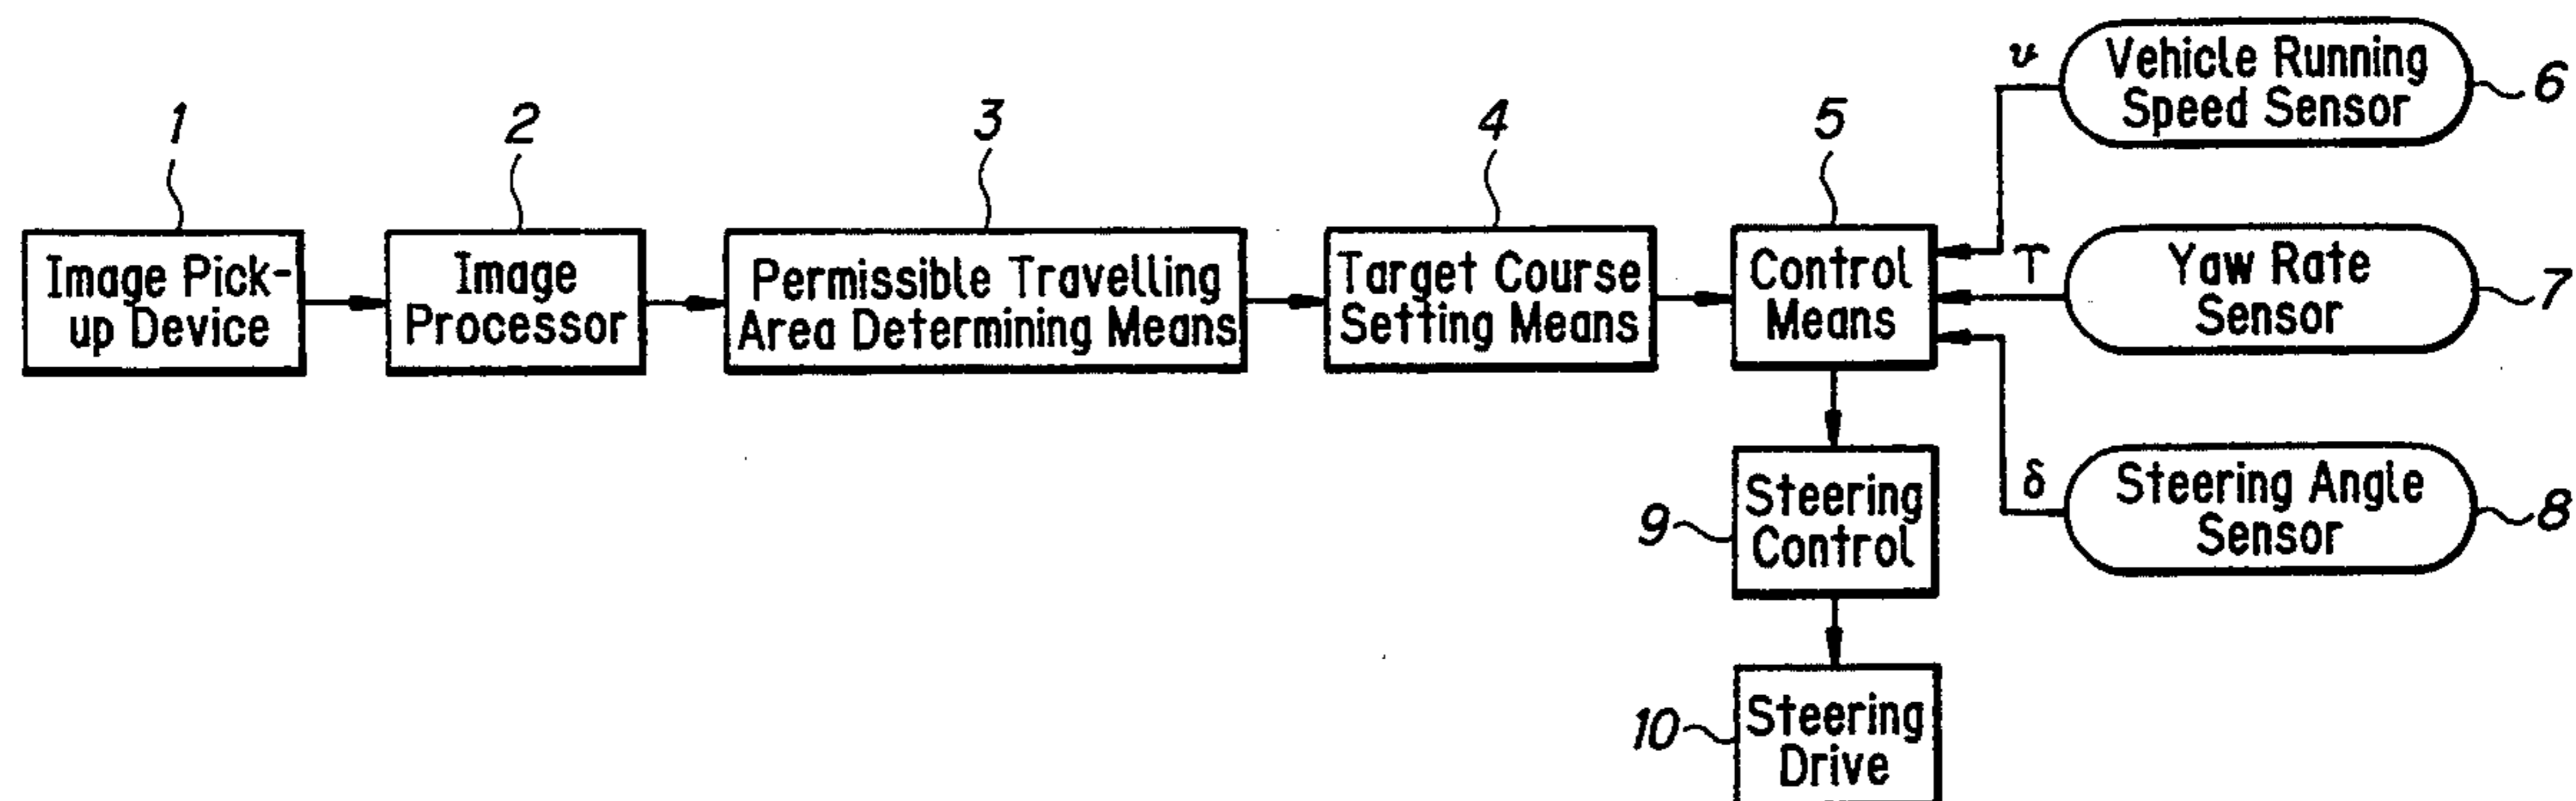 1
Image Pick-
up Device
2
Image
Processor
3
Permissible Travelling
Area Determining Means
4
Target Course
Setting Means
5
Control
Means
υ
Vehicle Running
Speed Sensor
6
γ
Yaw Rate
Sensor
7
δ
Steering Angle
Sensor
8
9
Steering
Control
10
Steering
Drive